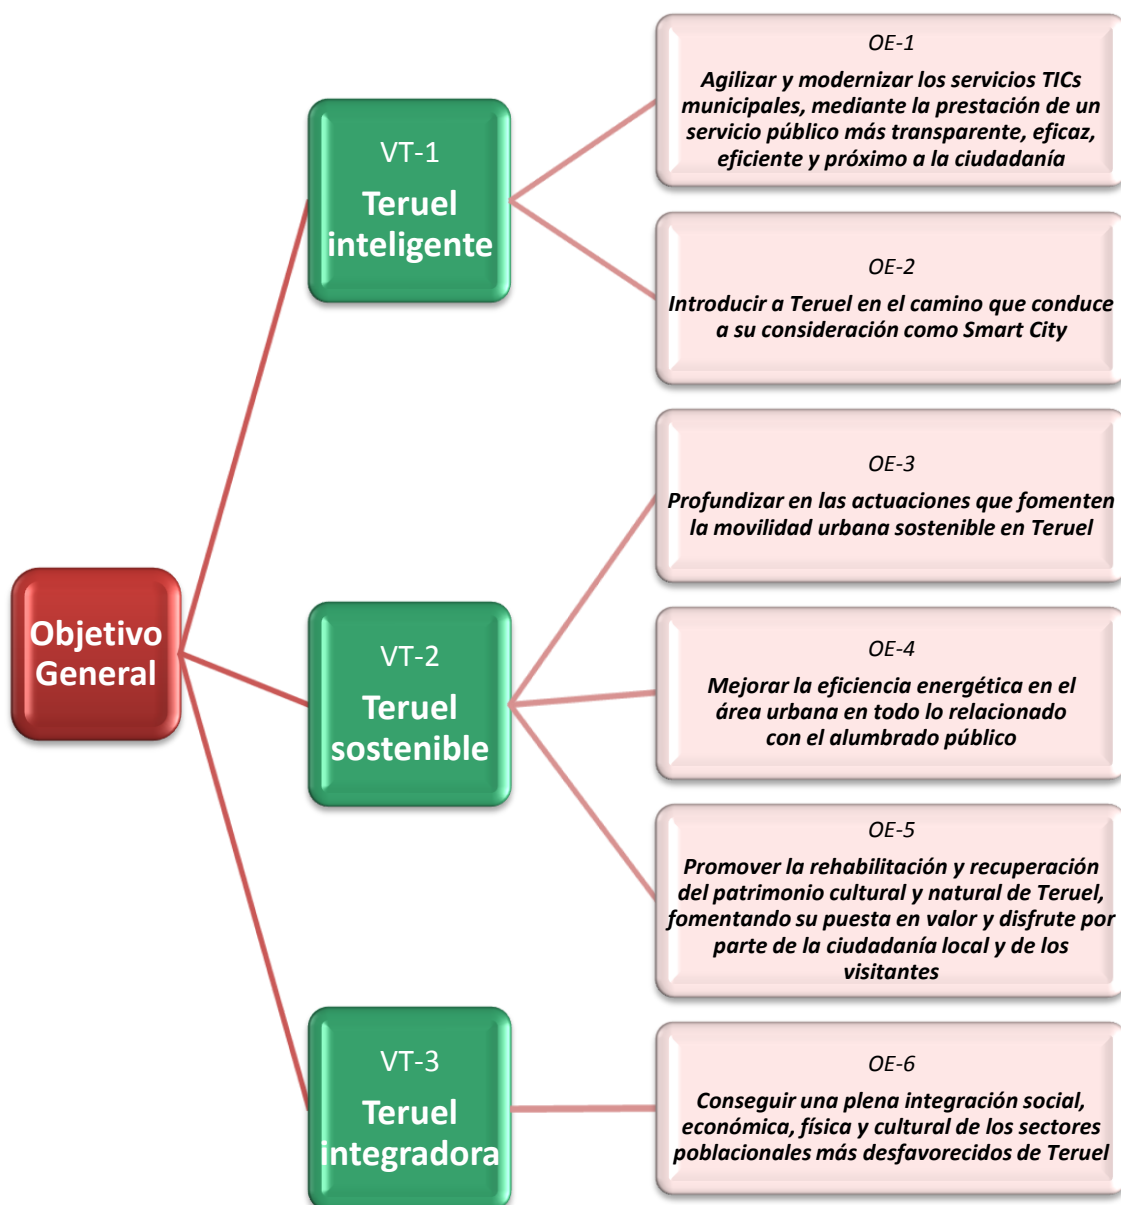 Objetivo
General
VT-1
Teruel
inteligente
OE-1
Agilizar y modernizar los servicios TICs
municipales, mediante la prestación de un
servicio público más transparente, eficaz,
eficiente y próximo a la ciudadanía
OE-2
Introducir a Teruel en el camino que conduce
a su consideración como Smart City
VT-2
Teruel
sostenible
OE-3
Profundizar en las actuaciones que fomenten
la movilidad urbana sostenible en Teruel
OE-4
Mejorar la eficiencia energética en el
área urbana en todo lo relacionado
con el alumbrado público
OE-5
Promover la rehabilitación y recuperación
del patrimonio cultural y natural de Teruel,
fomentando su puesta en valor y disfrute por
parte de la ciudadanía local y de los
visitantes
VT-3
Teruel
integradora
OE-6
Conseguir una plena integración social,
económica, física y cultural de los sectores
poblacionales más desfavorecidos de Teruel